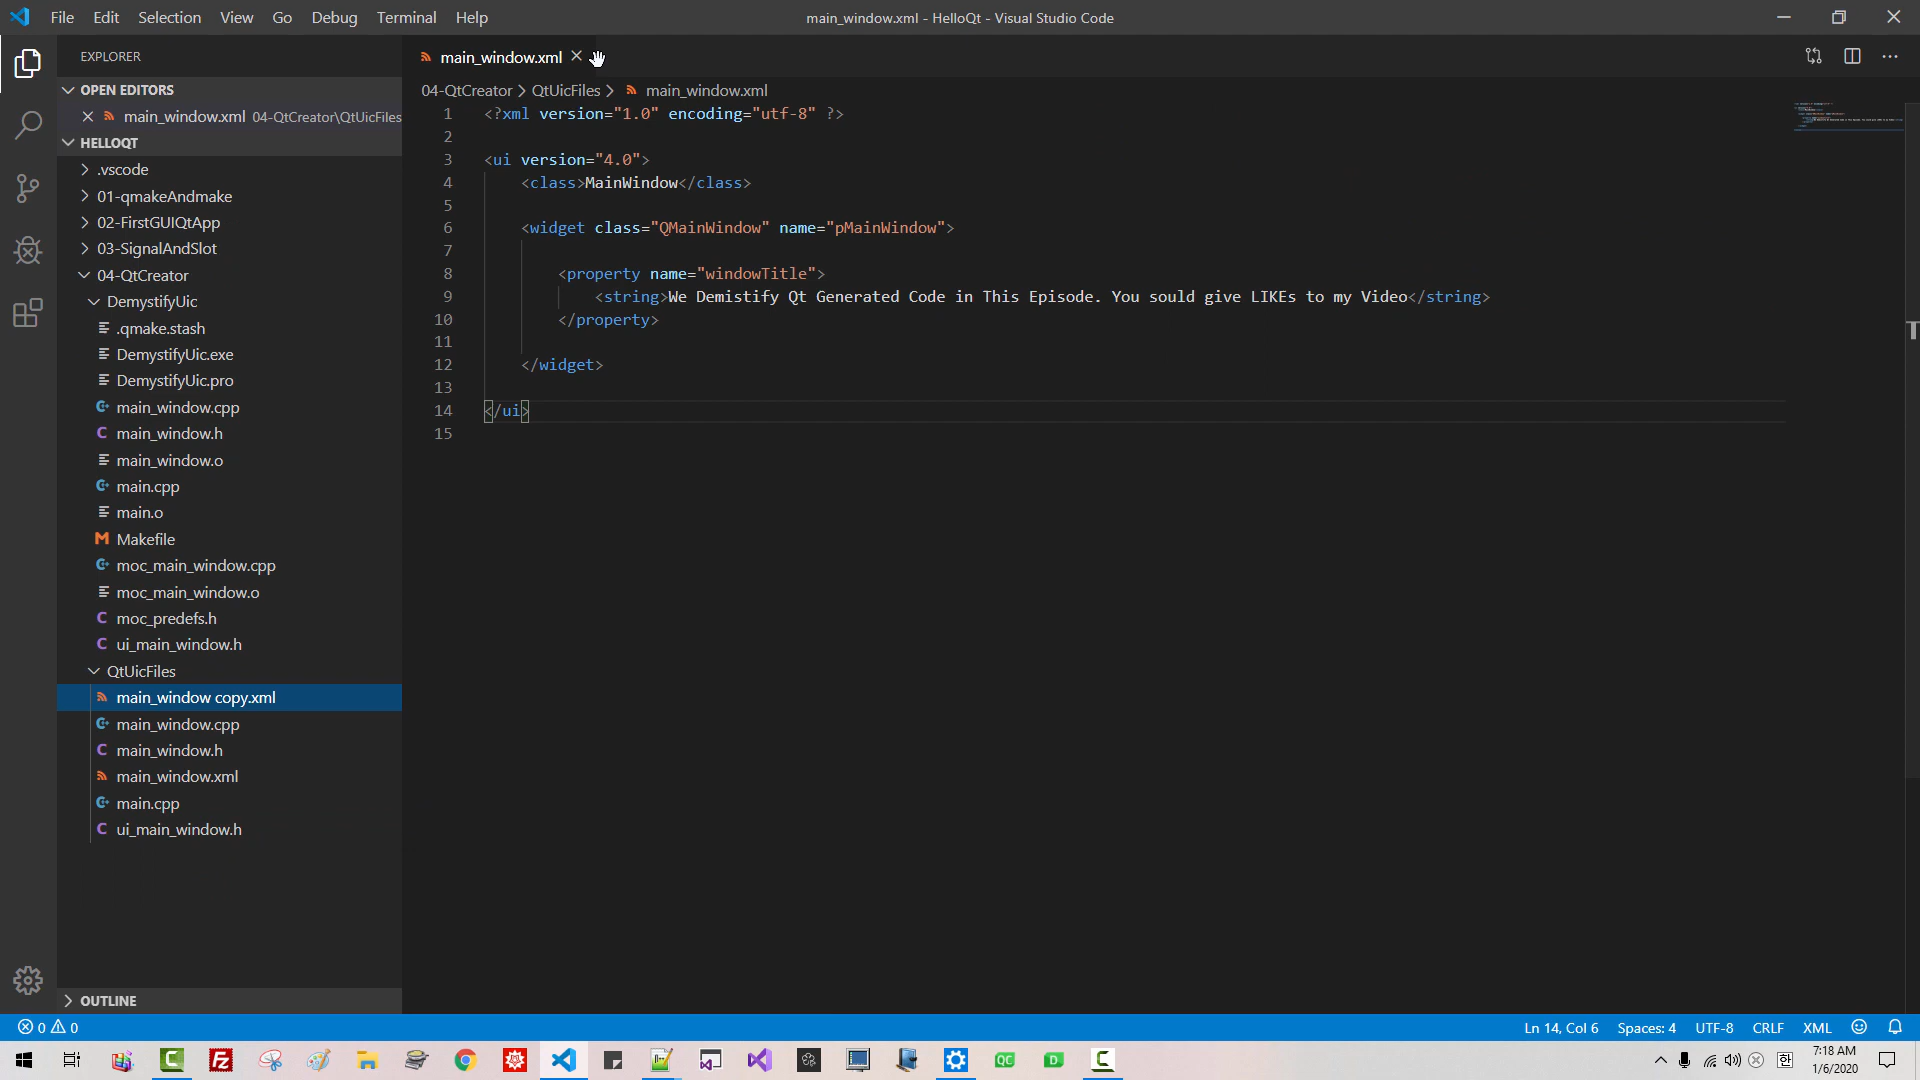 File Edit Selection View Go Debug Terminal Help
main_window.xml - HelloQt - Visual Studio Code
EXPLORER
OPEN EDITORS
main_window.xml 04-QtCreator\QtUicFiles
HELLOQT
.vscode
01-qmakeAndmake
02-FirstGUIQtApp
03-SignalAndSlot
04-QtCreator
DemystifyUic
.qmake.stash
DemystifyUic.exe
DemystifyUic.pro
main_window.cpp
main_window.h
main_window.o
main.cpp
main.o
Makefile
moc_main_window.cpp
moc_main_window.o
moc_predefs.h
ui_main_window.h
QtUicFiles
main_window copy.xml
main_window.cpp
main_window.h
main_window.xml
main.cpp
ui_main_window.h
OUTLINE
main_window.xml
04-QtCreator > QtUicFiles > main_window.xml
1 <?xml version="1.0" encoding="utf-8" ?>
2
3 <ui version="4.0">
4 <class>MainWindow</class>
5
6 <widget class="QMainWindow" name="pMainWindow">
7
8 <property name="windowTitle">
9 <string>We Demistify Qt Generated Code in This Episode. You sould give LIKEs to my Video</string>
10 </property>
11
12 </widget>
13
14 </ui>
15
0 0
Ln 14, Col 6 Spaces: 4 UTF-8 CRLF XML
QC D
한
7:18 AM
1/6/2020